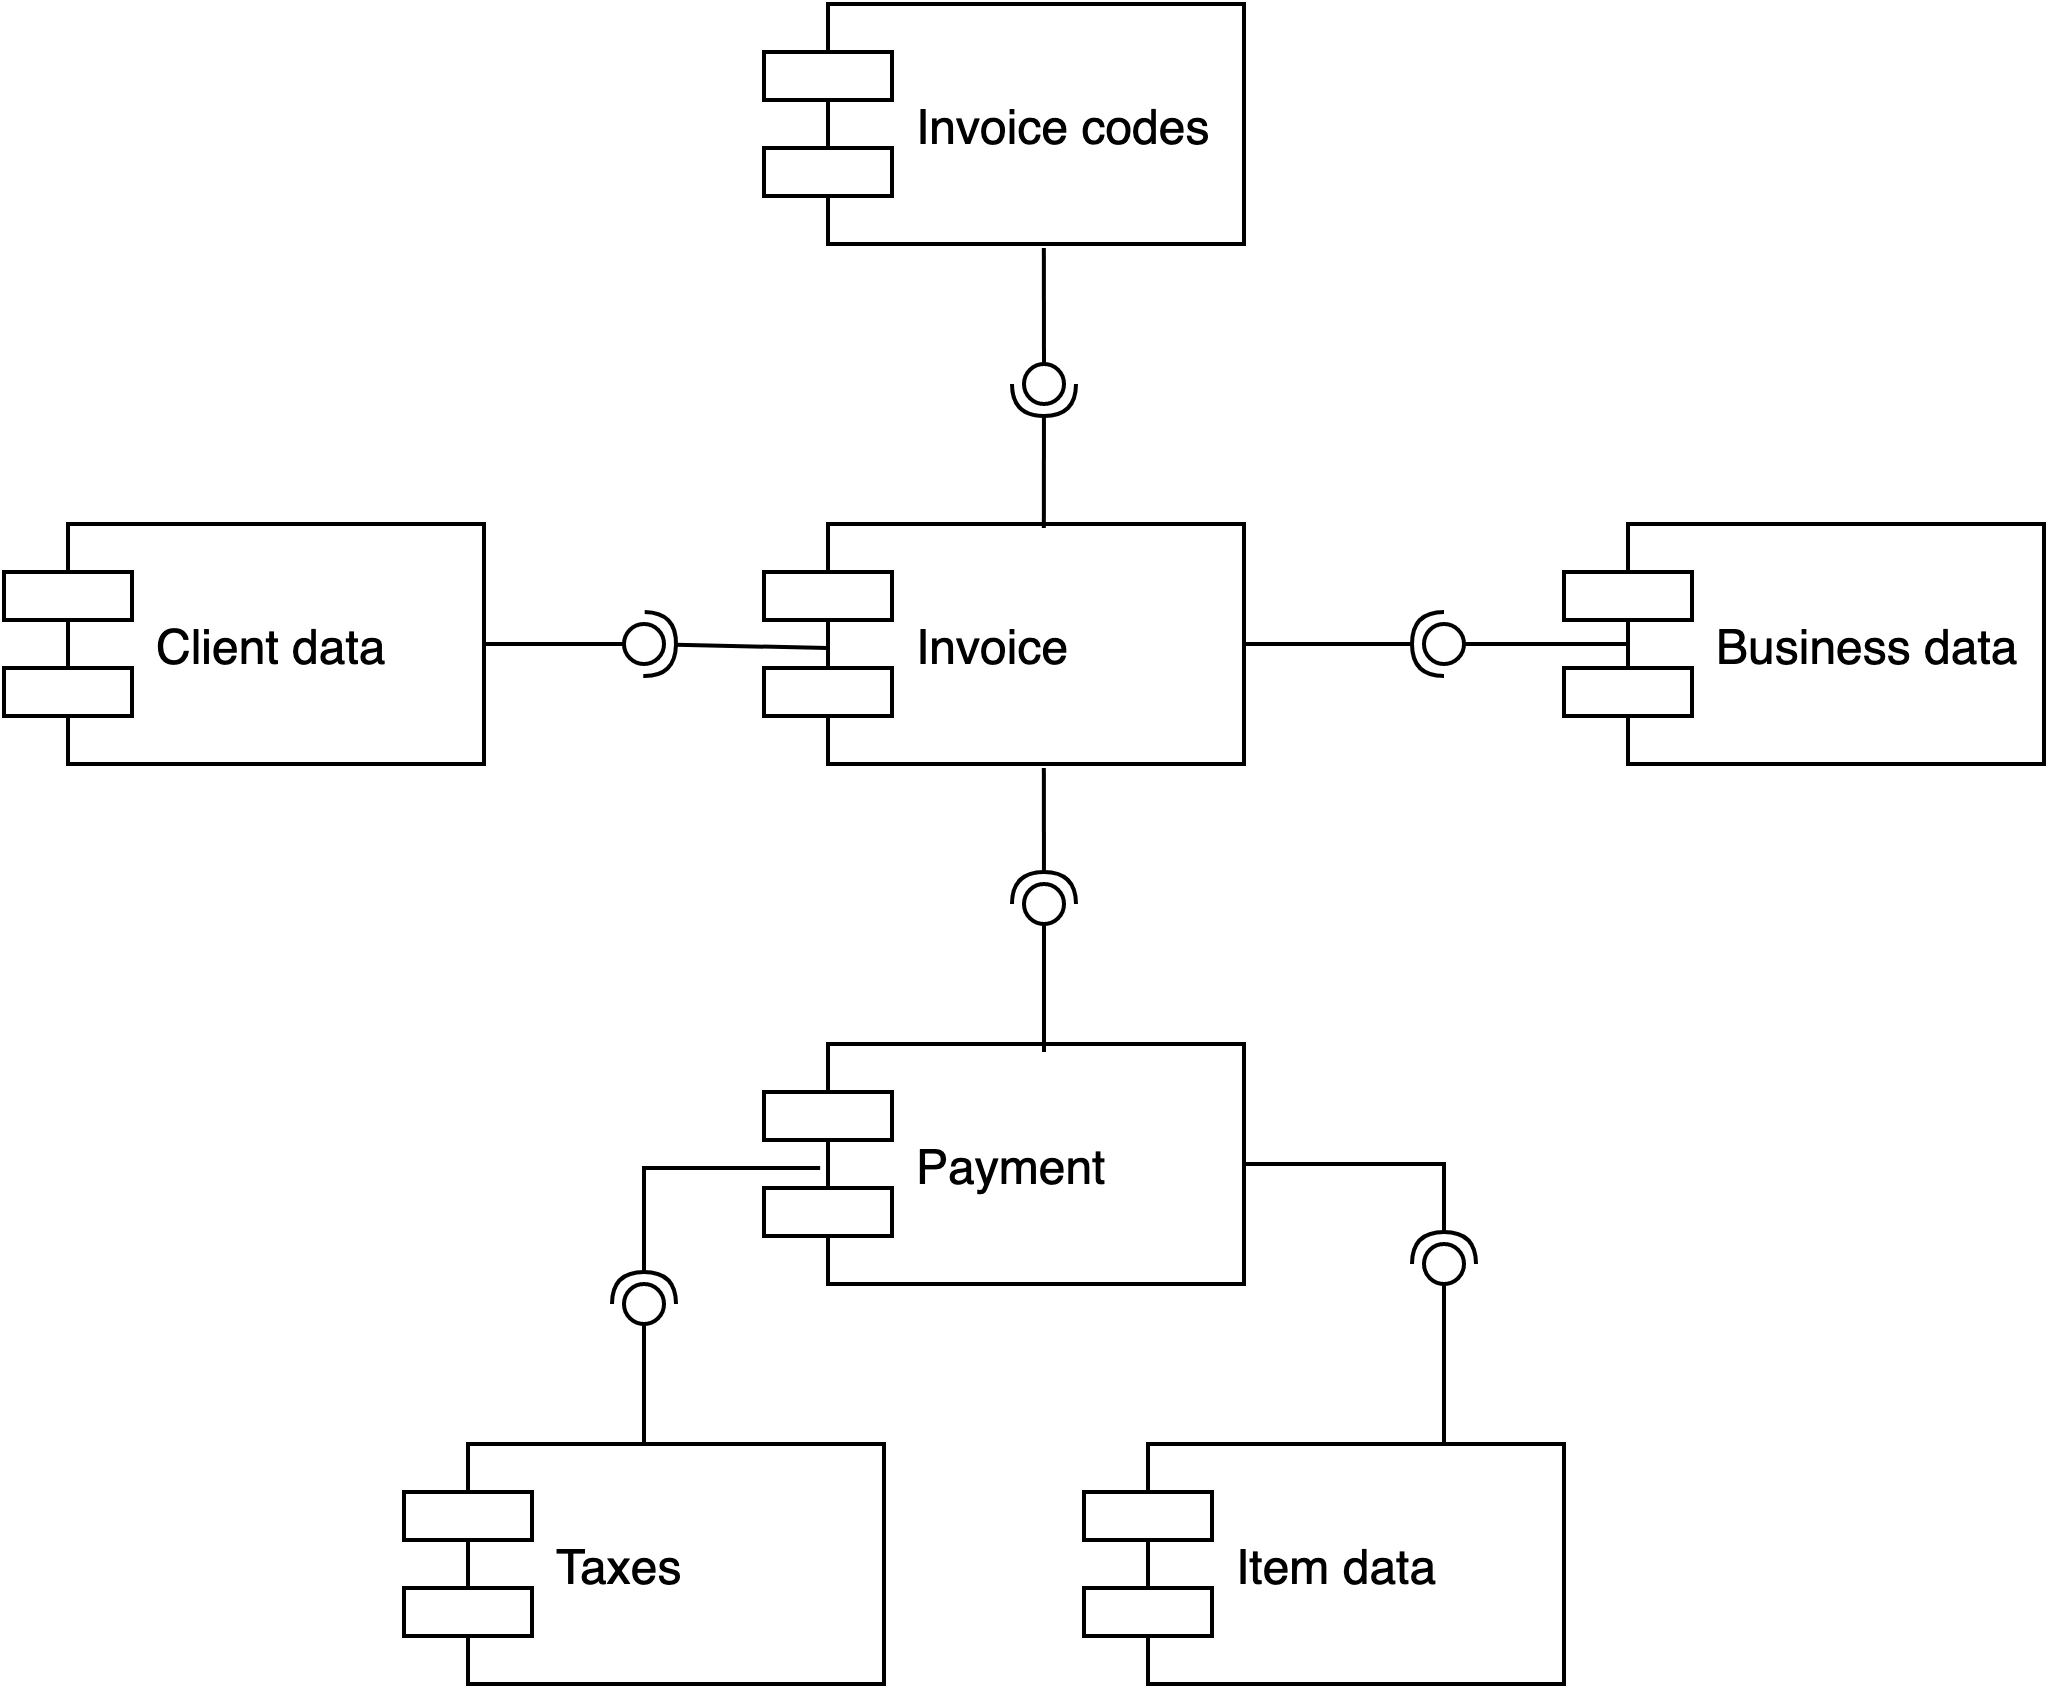 Invoice codes
Client data
Invoice
Business data
Payment
Taxes
Item data